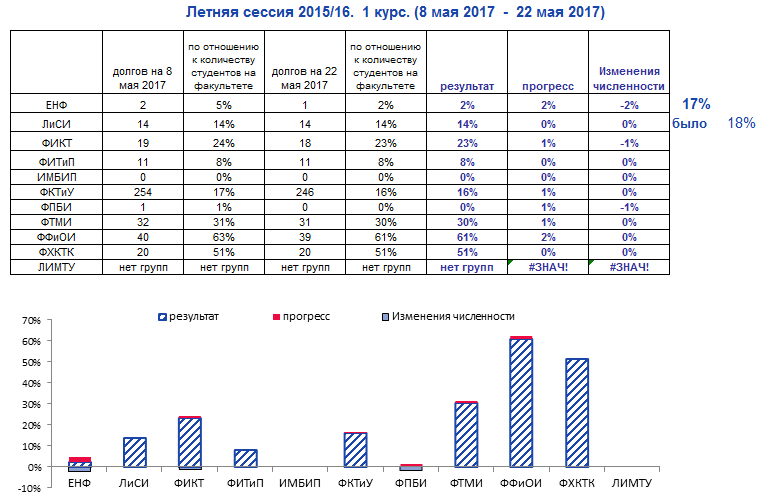 Летняя сессия 2015/16. 1 курс. (8 мая 2017 - 22 мая 2017)
долгов на 8 мая 2017 по отношению к количеству студентов на факультете долгов на 22 мая 2017 по отношению к количеству студентов на факультете результат прогресс Изменения численности
ЕНФ 2 5% 1 2% 2% 2% -2% 17%
ЛиСИ 14 14% 14 14% 14% 0% 0% было 18%
ФИКТ 19 24% 18 23% 23% 1% -1%
ФИТиП 11 8% 11 8% 8% 0% 0%
ИМБИП 0 0% 0 0% 0% 0% 0%
ФКТиУ 254 17% 246 16% 16% 1% 0%
ФПБИ 1 1% 0 0% 0% 1% -1%
ФТМИ 32 31% 31 30% 30% 1% 0%
ФФиОИ 40 63% 39 61% 61% 2% 0%
ФХКТК 20 51% 20 51% 51% 0% 0%
ЛИМТУ нет групп нет групп нет групп нет групп нет групп #ЗНАЧ! #ЗНАЧ!
результат прогресс Изменения численности
70%
60%
50%
40%
30%
20%
10%
0%
-10%
ЕНФ ЛиСИ ФИКТ ФИТиП ИМБИП ФКТиУ ФПБИ ФТМИ ФФиОИ ФХКТК ЛИМТУ